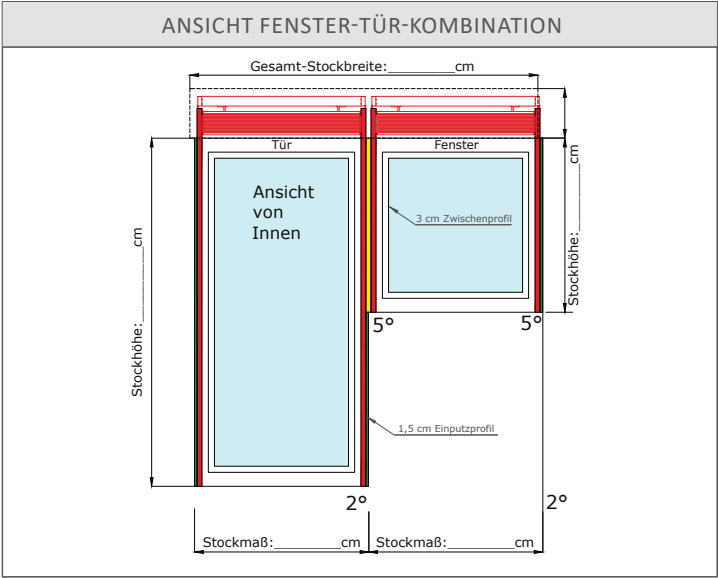 ANSICHT FENSTER-TÜR-KOMBINATION
Gesamt-Stockbreite:________cm
Tür
Fenster
Ansicht
von
Innen
3 cm Zwischenprofil
Stockhöhe:________cm
Stockhöhe:________cm
5°
5°
1,5 cm Einputzprofil
2°
2°
Stockmaß:________cm
Stockmaß:________cm